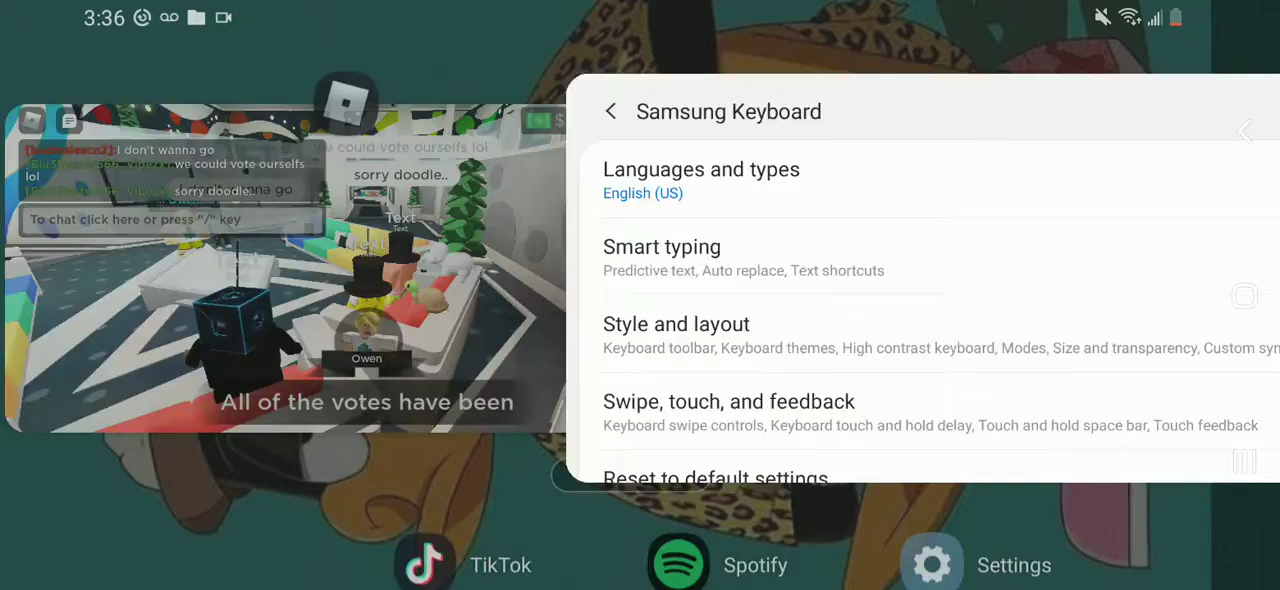 3:36
[                    ]: I don't wanna go
we could vote ourselfs
lol
sorry doodle..
To chat click here or press "/" key
e could vote ourselfs lol
sorry doodle..
Text
Text
Text
Owen
All of the votes have been
Samsung Keyboard
Languages and types
English (US)
Smart typing
Predictive text, Auto replace, Text shortcuts
Style and layout
Keyboard toolbar, Keyboard themes, High contrast keyboard, Modes, Size and transparency, Custom sym
Swipe, touch, and feedback
Keyboard swipe controls, Keyboard touch and hold delay, Touch and hold space bar, Touch feedback
Reset to default settings
TikTok
Spotify
Settings